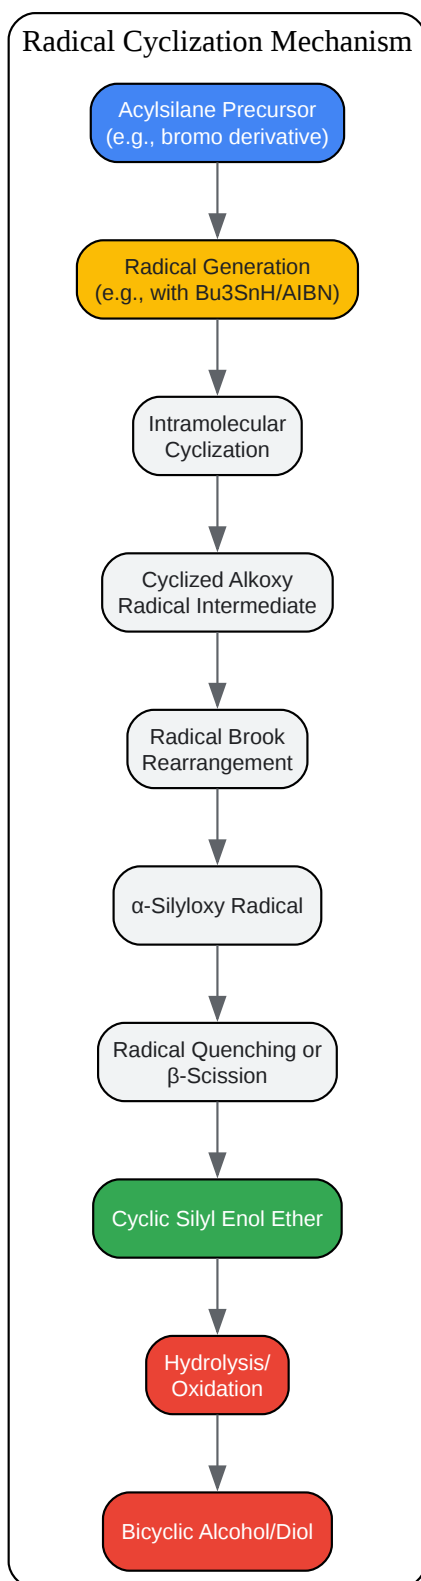 Radical Cyclization Mechanism
Acylsilane Precursor
(e.g., bromo derivative)
Radical Generation
(e.g., with Bu3SnH/AIBN)
Intramolecular
Cyclization
Cyclized Alkoxy
Radical Intermediate
Radical Brook
Rearrangement
α-Silyloxy Radical
Radical Quenching or
β-Scission
Cyclic Silyl Enol Ether
Hydrolysis/
Oxidation
Bicyclic Alcohol/Diol